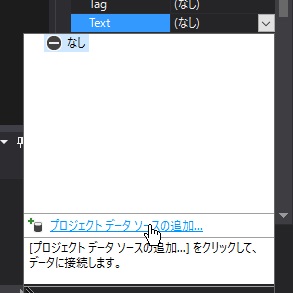 Tag (なし)
Text (なし)
なし
プロジェクト データ ソースの追加...
[プロジェクト データ ソースの追加...] をクリックして、
データに接続します。